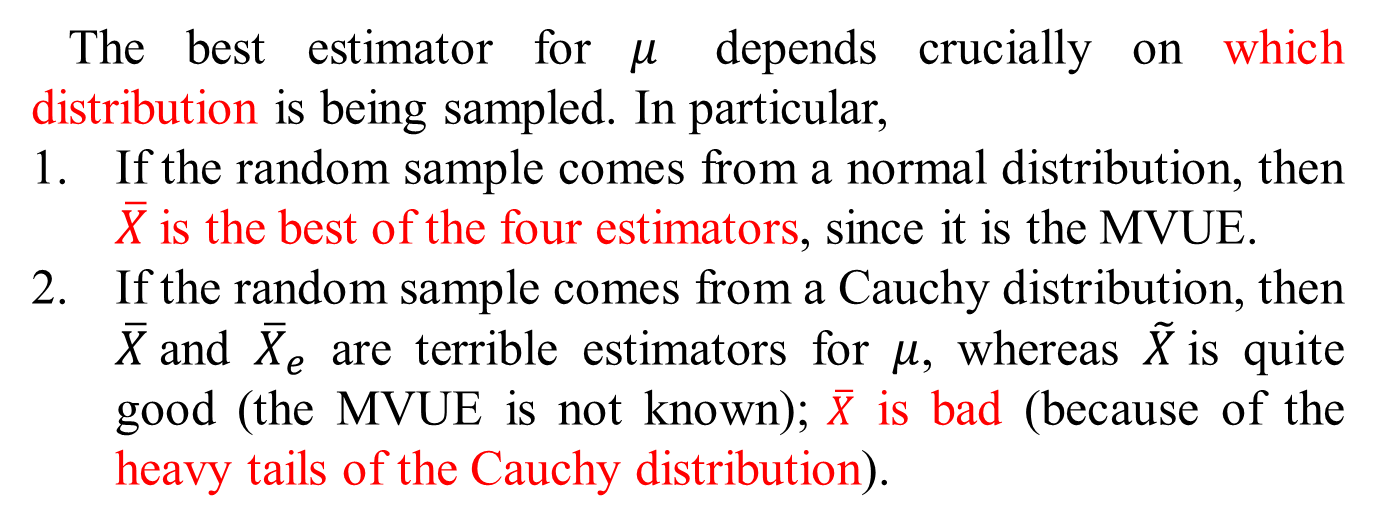 The best estimator for μ depends crucially on which
distribution is being sampled. In particular,
1. If the random sample comes from a normal distribution, then
X̄ is the best of the four estimators, since it is the MVUE.
2. If the random sample comes from a Cauchy distribution, then
X̄ and X̄ₑ are terrible estimators for μ, whereas X̃ is quite
good (the MVUE is not known); X̄ is bad (because of the
heavy tails of the Cauchy distribution).